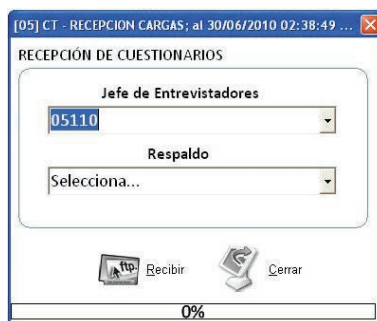 [05] CT - RECEPCION CARGAS; al 30/06/2010 02:38:49 ...
RECEPCIÓN DE CUESTIONARIOS
Jefe de Entrevistadores
05110
Respaldo
Selecciona...
ftp. Recibir Cerrar
0%